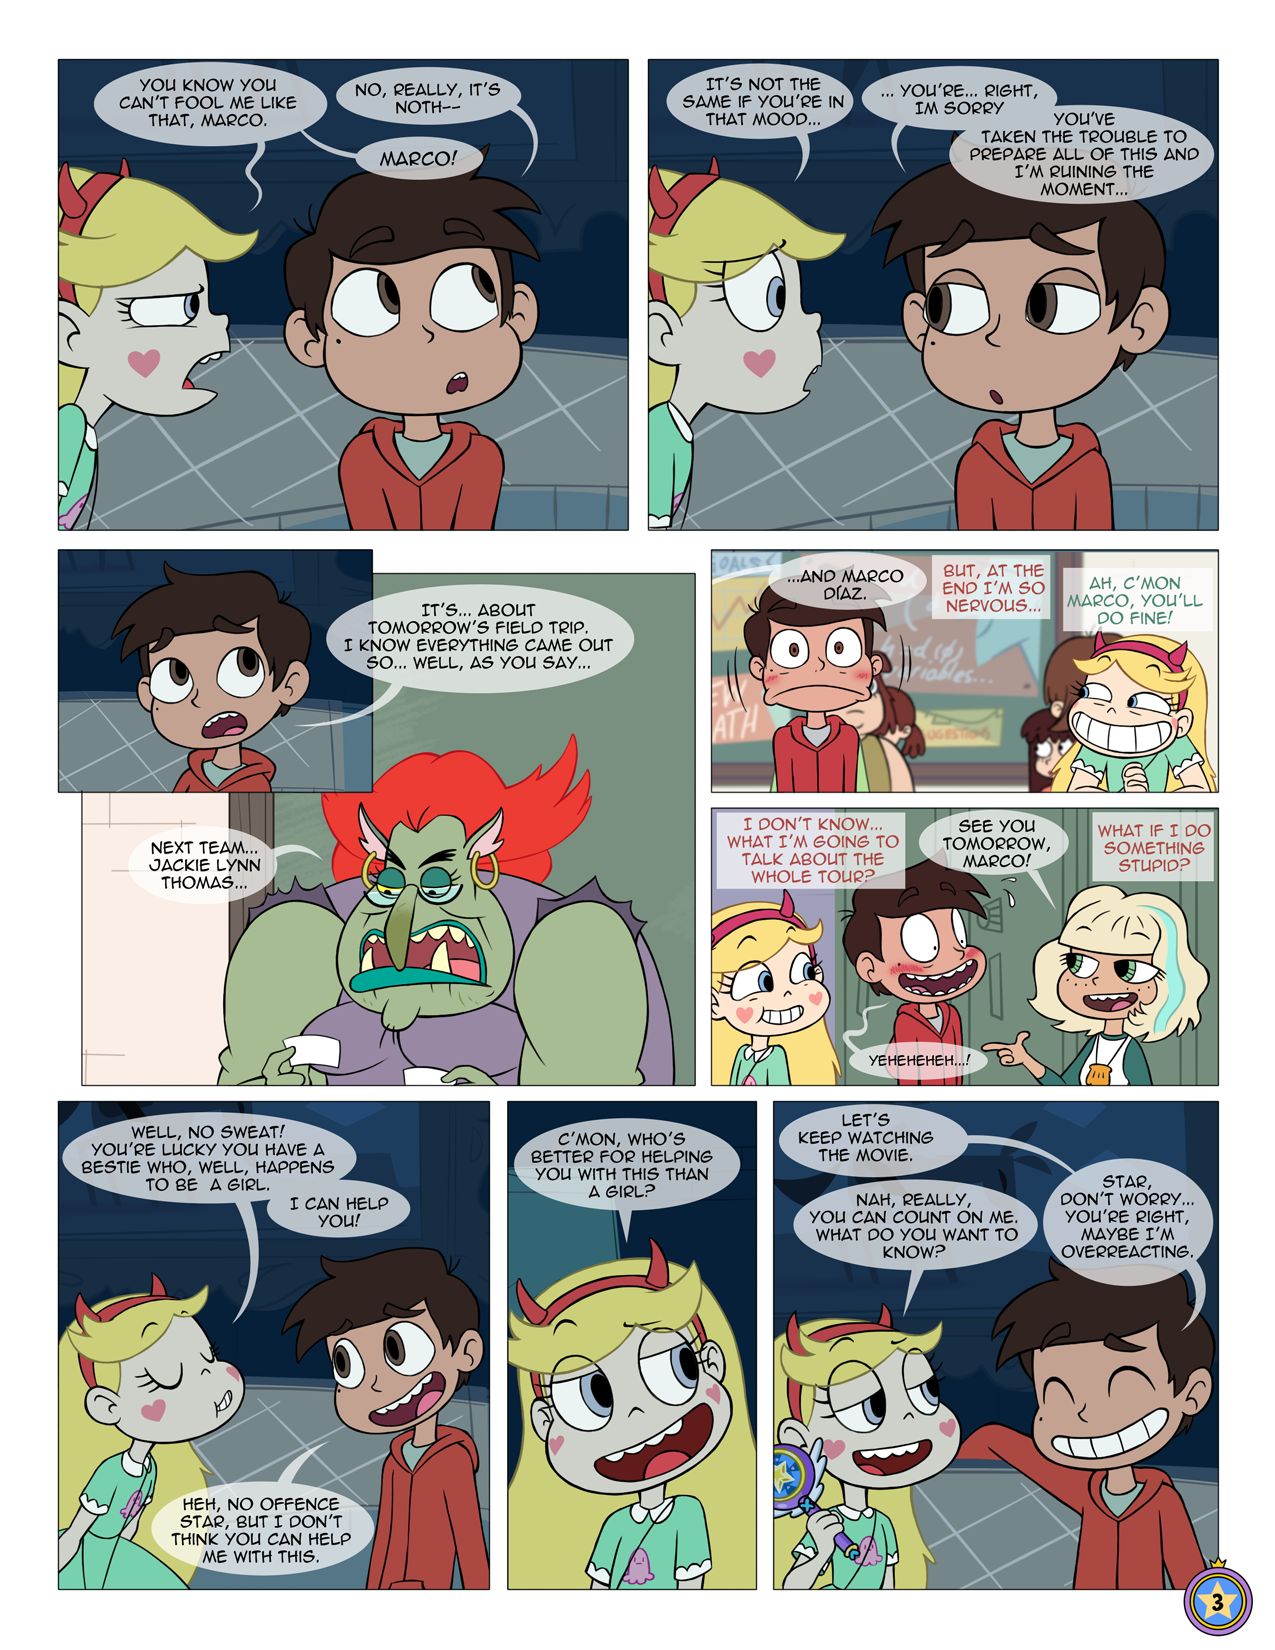 YOU KNOW YOU
CAN'T FOOL ME LIKE
THAT, MARCO.
NO, REALLY, IT'S
NOTH--
MARCO!
IT'S NOT THE
SAME IF YOU'RE IN
THAT MOOD...
... YOU'RE... RIGHT,
IM SORRY
YOU'VE
TAKEN THE TROUBLE TO
PREPARE ALL OF THIS AND
I'M RUINING THE
MOMENT...
IT'S... ABOUT
TOMORROW'S FIELD TRIP.
I KNOW EVERYTHING CAME OUT
SO... WELL, AS YOU SAY...
NEXT TEAM...
JACKIE LYNN
THOMAS...
...AND MARCO
DÍAZ.
BUT, AT THE
END I'M SO
NERVOUS...
AH, C'MON
MARCO, YOU'LL
DO FINE!
I DON'T KNOW...
WHAT I'M GOING TO
TALK ABOUT THE
WHOLE TOUR?
SEE YOU
TOMORROW,
MARCO!
WHAT IF I DO
SOMETHING
STUPID?
YEHEHEHEH...!
WELL, NO SWEAT!
YOU'RE LUCKY YOU HAVE A
BESTIE WHO, WELL, HAPPENS
TO BE A GIRL.
I CAN HELP
YOU!
HEH, NO OFFENCE
STAR, BUT I DON'T
THINK YOU CAN HELP
ME WITH THIS.
C'MON, WHO'S
BETTER FOR HELPING
YOU WITH THIS THAN
A GIRL?
LET'S
KEEP WATCHING
THE MOVIE.
STAR,
DON'T WORRY...
YOU'RE RIGHT,
MAYBE I'M
OVERREACTING.
NAH, REALLY,
YOU CAN COUNT ON ME.
WHAT DO YOU WANT TO
KNOW?
3